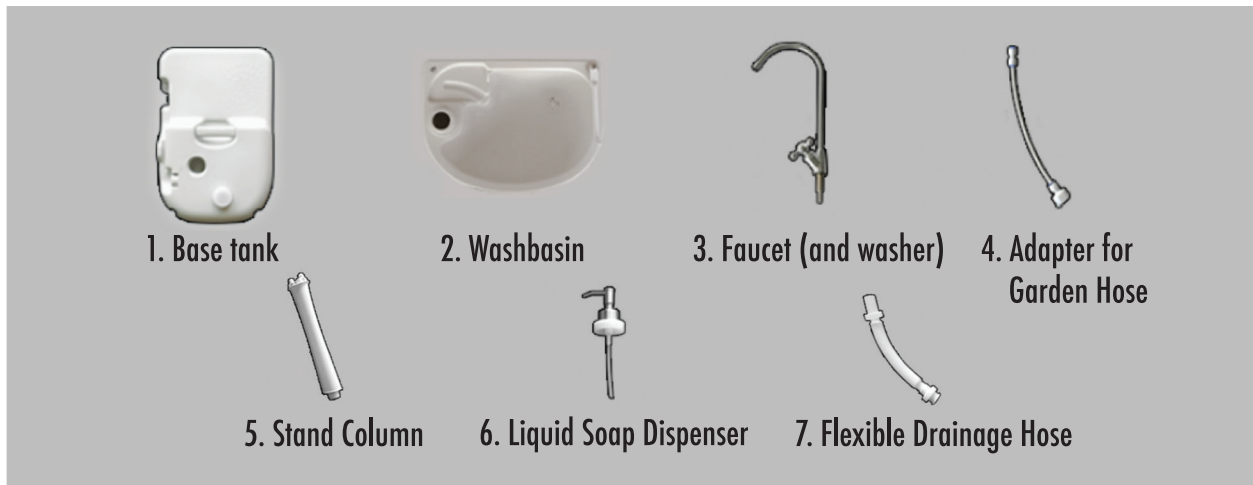 1. Base tank
2. Washbasin
3. Faucet (and washer)
4. Adapter for
Garden Hose
5. Stand Column
6. Liquid Soap Dispenser
7. Flexible Drainage Hose